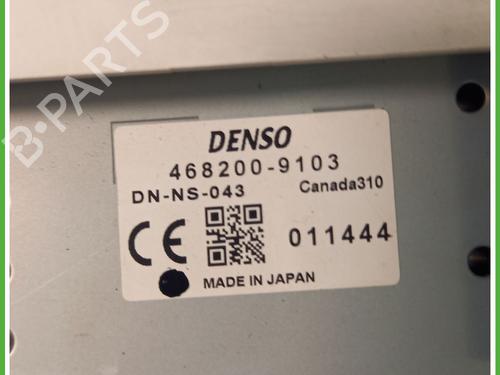 B-PARTS
DENSO
468200-9103
DN-NS-043 Canada310
CE 011444
MADE IN JAPAN